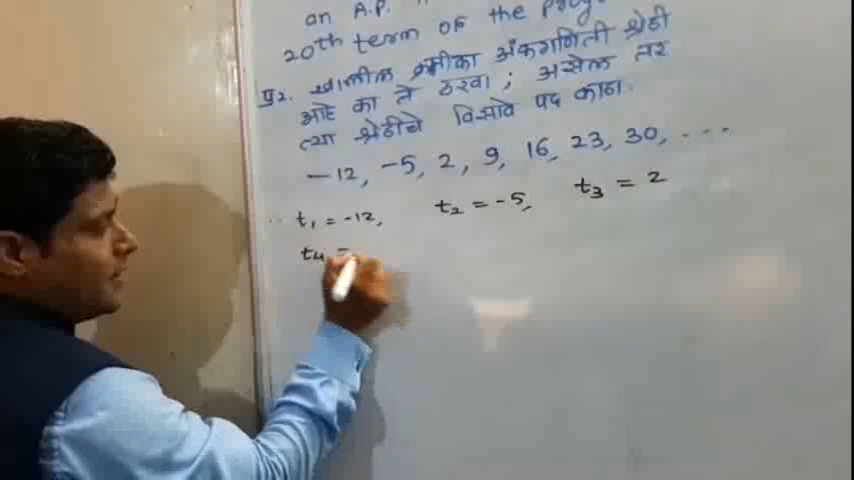 an A.P.
20th term of the
प्र2. खालील क्रमीका अंकगणिती श्रेढी
आहे का ते ठरवा; असेल तर
त्या श्रेढीचे विसावे पद काढा.
-12, -5, 2, 9, 16, 23, 30, ...
t₁ = -12, t₂ = -5, t₃ = 2
t₄ =